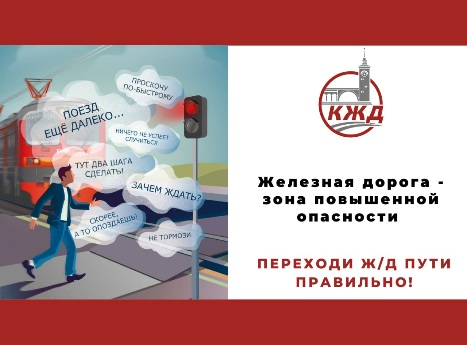 ПРОСКОЧУ
ПО-БЫСТРОМУ
ПОЕЗД
ЕЩЁ ДАЛЕКО...
НИЧЕГО НЕ УСПЕЕТ
СЛУЧИТЬСЯ
ТУТ ДВА ШАГА
СДЕЛАТЬ!
ЗАЧЕМ ЖДАТЬ?
СКОРЕЕ,
А ТО ОПОЗДАЕШЬ!
НЕ ТОРМОЗИ
КЖД
Железная дорога -
зона повышенной
опасности
ПЕРЕХОДИ Ж/Д ПУТИ
ПРАВИЛЬНО!